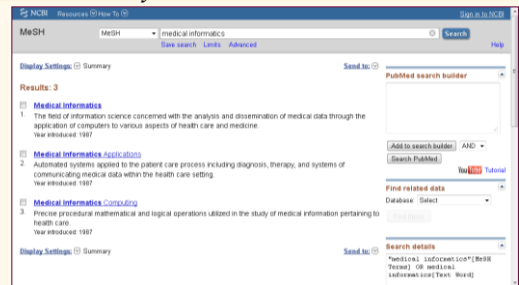 NCBI Resources How To Sign in to NCBI
MeSH MeSH medical informatics Search
Save search Limits Advanced Help
Display Settings: Summary Send to:
Results: 3
Medical Informatics
1. The field of information science concerned with the analysis and dissemination of medical data through the
application of computers to various aspects of health care and medicine.
Year introduced: 1987
Medical Informatics Applications
2. Automated systems applied to the patient care process including diagnosis, therapy, and systems of
communicating medical data within the health care setting.
Year introduced: 1987
Medical Informatics Computing
3. Precise procedural mathematical and logical operations utilized in the study of medical information pertaining to
health care.
Year introduced: 1987
Display Settings: Summary Send to:
PubMed search builder
Add to search builder AND
Search PubMed
YouTube Tutorial
Find related data
Database: Select
Find items
Search details
"medical informatics"[MeSH
Terms] OR medical
informatics[Text Word]